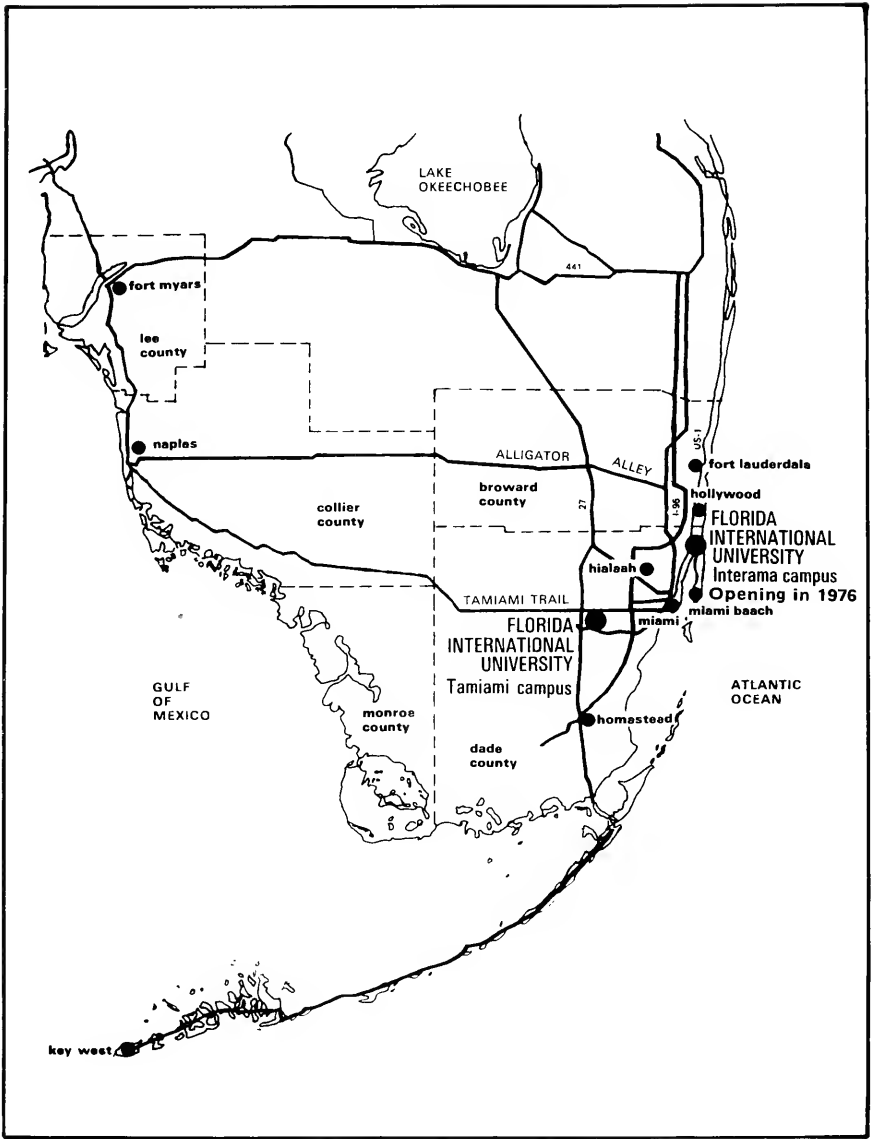 LAKE
OKEECHOBEE
441
fort myars
lee
county
naplas
ALLIGATOR
ALLEY
US-1
fort lauderdala
broward
county
hollywood
27
I-95
collier
county
FLORIDA
INTERNATIONAL
UNIVERSITY
Interama campus
Opening in 1976
hialaah
TAMIAMI TRAIL
miami
miami baach
FLORIDA
INTERNATIONAL
UNIVERSITY
Tamiami campus
GULF
OF
MEXICO
ATLANTIC
OCEAN
monroe
county
homastead
dade
county
key west